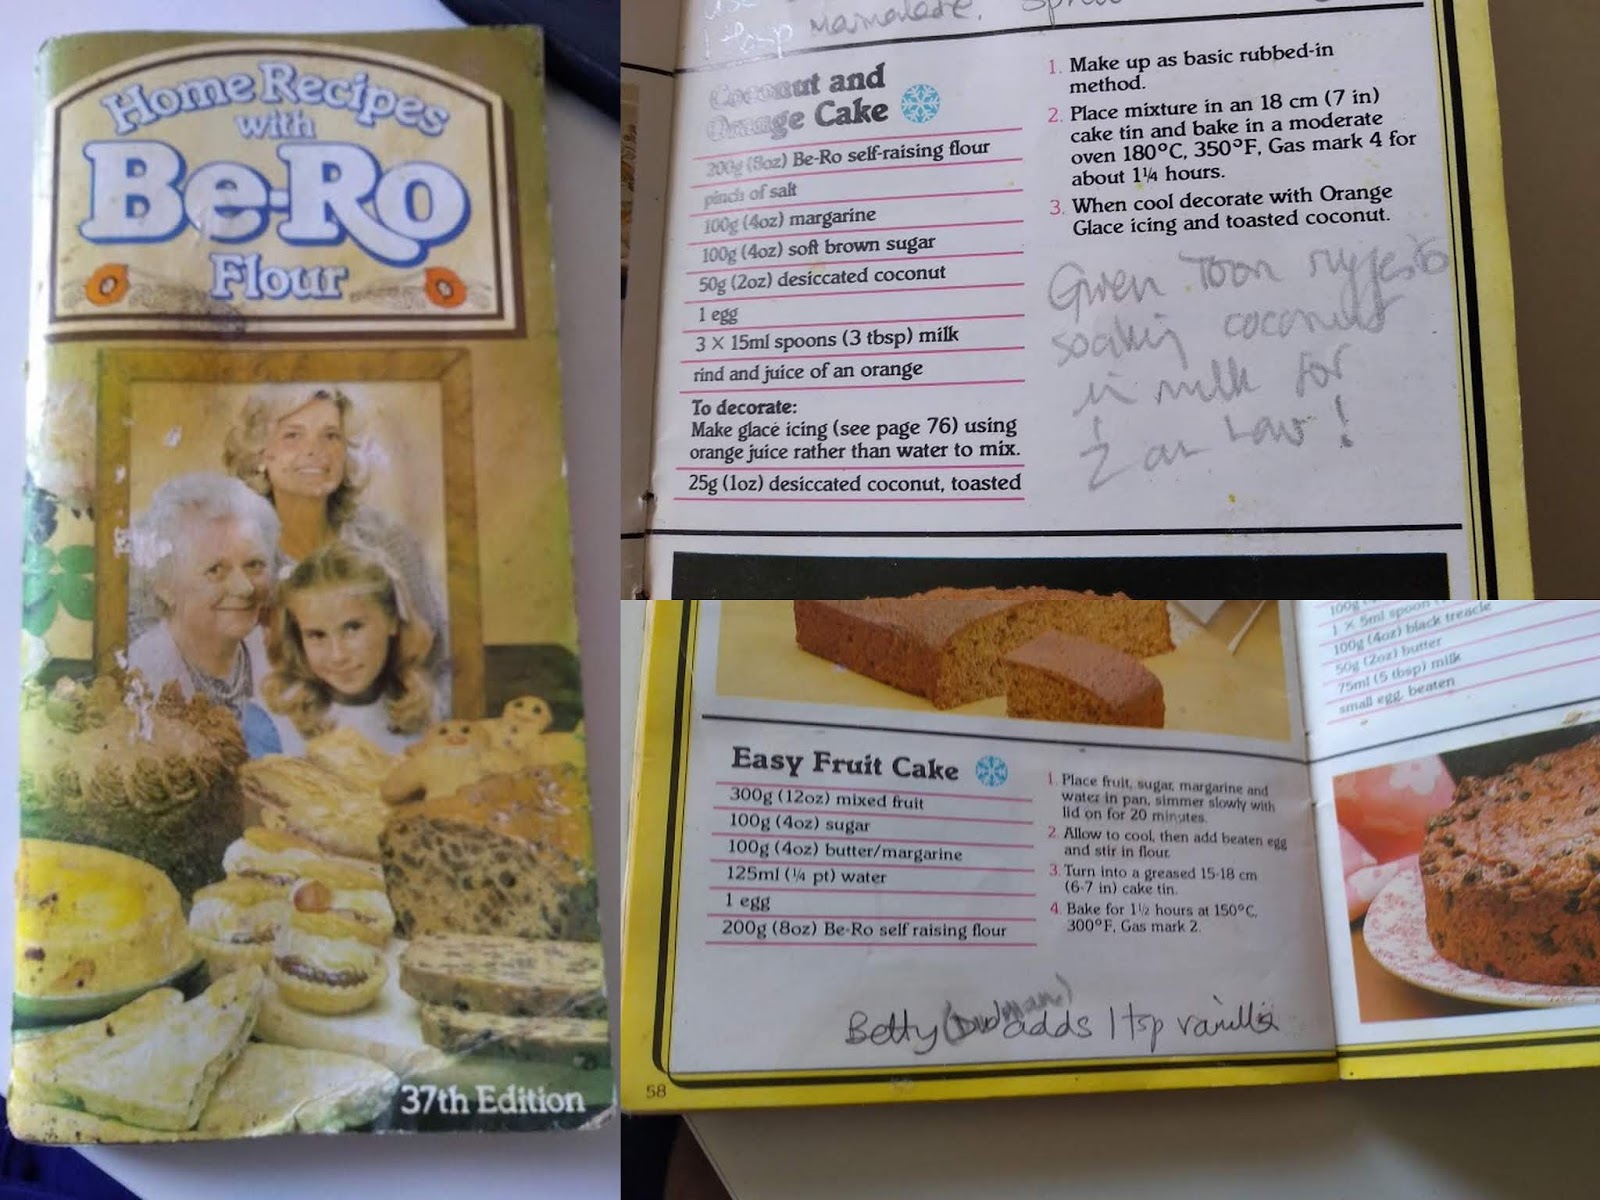 Home Recipes
with
Be-Ro
Flour
37th Edition
1 tbsp marmalade.
Coconut and
Orange Cake
200g (8oz) Be-Ro self-raising flour
pinch of salt
100g (4oz) margarine
100g (4oz) soft brown sugar
50g (2oz) desiccated coconut
1 egg
3 × 15ml spoons (3 tbsp) milk
rind and juice of an orange
To decorate:
Make glacé icing (see page 76) using
orange juice rather than water to mix.
25g (1oz) desiccated coconut, toasted
1. Make up as basic rubbed-in
method.
2. Place mixture in an 18 cm (7 in)
cake tin and bake in a moderate
oven 180°C, 350°F, Gas mark 4 for
about 1¼ hours.
3. When cool decorate with Orange
Glace icing and toasted coconut.
Gwen Toon suggests
soaking coconut
in milk for
½ an hour!
Easy Fruit Cake
300g (12oz) mixed fruit
100g (4oz) sugar
100g (4oz) butter/margarine
125ml (¼ pt) water
1 egg
200g (8oz) Be-Ro self raising flour
1. Place fruit, sugar, margarine and
water in pan, simmer slowly with
lid on for 20 minutes.
2. Allow to cool, then add beaten egg
and stir in flour.
3. Turn into a greased 15-18 cm
(6-7 in) cake tin.
4. Bake for 1½ hours at 150°C,
300°F, Gas mark 2.
Betty adds 1 tsp vanilla
58
100g
1 × 5ml spoon
100g (4oz) black treacle
50g (2oz) butter
75ml (5 tbsp) milk
small egg, beaten